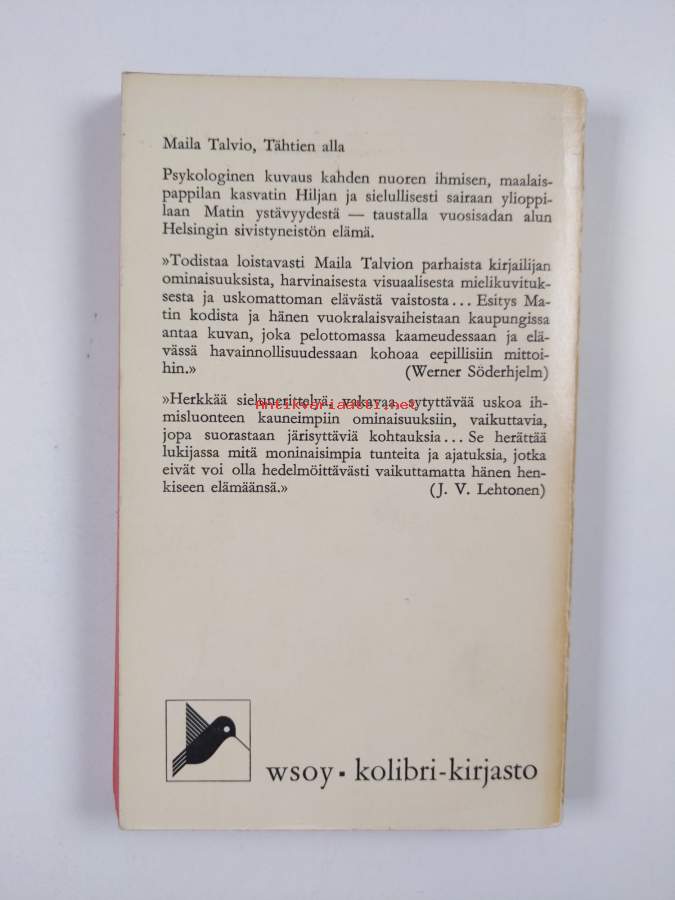 Maila Talvio, Tähtien alla
Psykologinen kuvaus kahden nuoren ihmisen, maalais-
pappilan kasvatin Hiljan ja sielullisesti sairaan ylioppi-
laan Matin ystävyydestä — taustalla vuosisadan alun
Helsingin sivistyneistön elämä.
»Todistaa loistavasti Maila Talvion parhaista kirjailijan
ominaisuuksista, harvinaisesta visuaalisesta mielikuvituk-
sesta ja uskomattoman elävästä vaistosta... Esitys Ma-
tin kodista ja hänen vuokralaisvaiheistaan kaupungissa
antaa kuvan, joka pelottomassa kaameudessaan ja elä-
vässä havainnollisuudessaan kohoaa eepillisiin mittoi-
hin.» (Werner Söderhjelm)
»Herkkää sielunerittelyä, vakavaa, sytyttävää uskoa ih-
Antikvariaatti.net
misluonteen kauneimpiin ominaisuuksiin, vaikuttavia,
jopa suorastaan järisyttäviä kohtauksia... Se herättää
lukijassa mitä moninaisimpia tunteita ja ajatuksia, jotka
eivät voi olla hedelmöittävästi vaikuttamatta hänen hen-
kiseen elämäänsä.» (J. V. Lehtonen)
wsoy ▪ kolibri-kirjasto